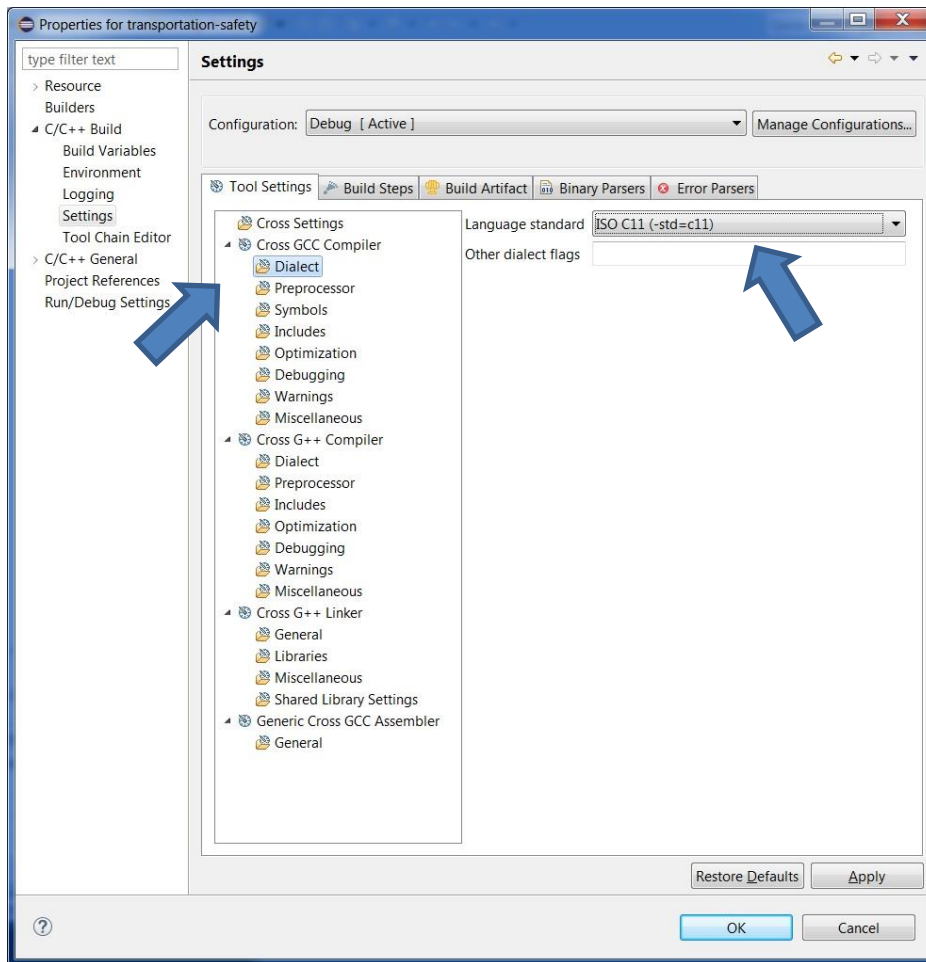 Properties for transportation-safety
type filter text
Resource
Builders
C/C++ Build
Build Variables
Environment
Logging
Settings
Tool Chain Editor
C/C++ General
Project References
Run/Debug Settings
Settings
Configuration: Debug [ Active ] Manage Configurations...
Tool Settings Build Steps Build Artifact Binary Parsers Error Parsers
Cross Settings
Cross GCC Compiler
Dialect
Preprocessor
Symbols
Includes
Optimization
Debugging
Warnings
Miscellaneous
Cross G++ Compiler
Dialect
Preprocessor
Includes
Optimization
Debugging
Warnings
Miscellaneous
Cross G++ Linker
General
Libraries
Miscellaneous
Shared Library Settings
Generic Cross GCC Assembler
General
Language standard ISO C11 (-std=c11)
Other dialect flags
Restore Defaults Apply
OK Cancel